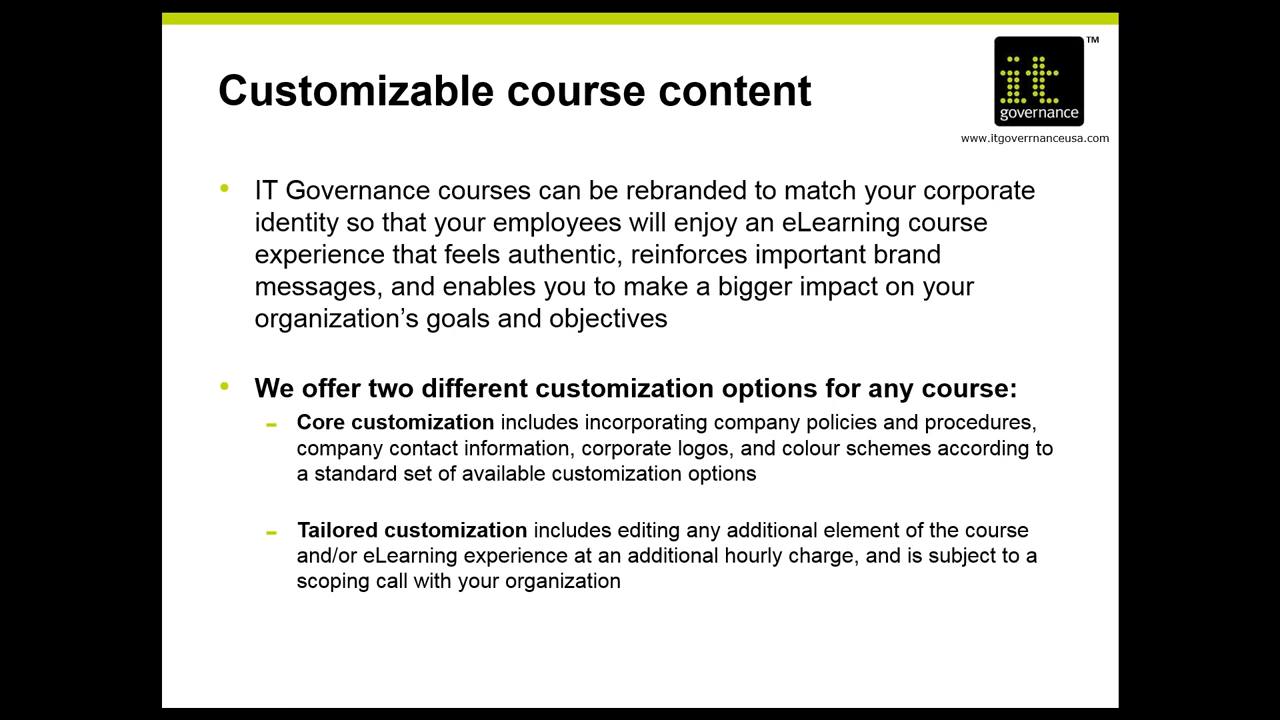 Customizable course content
TM
it
governance
www.itgoverrnanceusa.com
• IT Governance courses can be rebranded to match your corporate
identity so that your employees will enjoy an eLearning course
experience that feels authentic, reinforces important brand
messages, and enables you to make a bigger impact on your
organization’s goals and objectives
• We offer two different customization options for any course:
– Core customization includes incorporating company policies and procedures,
company contact information, corporate logos, and colour schemes according to
a standard set of available customization options
– Tailored customization includes editing any additional element of the course
and/or eLearning experience at an additional hourly charge, and is subject to a
scoping call with your organization